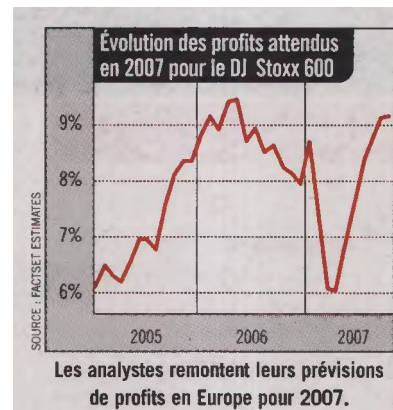 Évolution des profits attendus
en 2007 pour le DJ Stoxx 600
9%
8%
7%
6%
SOURCE : FACTSET ESTIMATES
2005
2006
2007
Les analystes remontent leurs prévisions
de profits en Europe pour 2007.